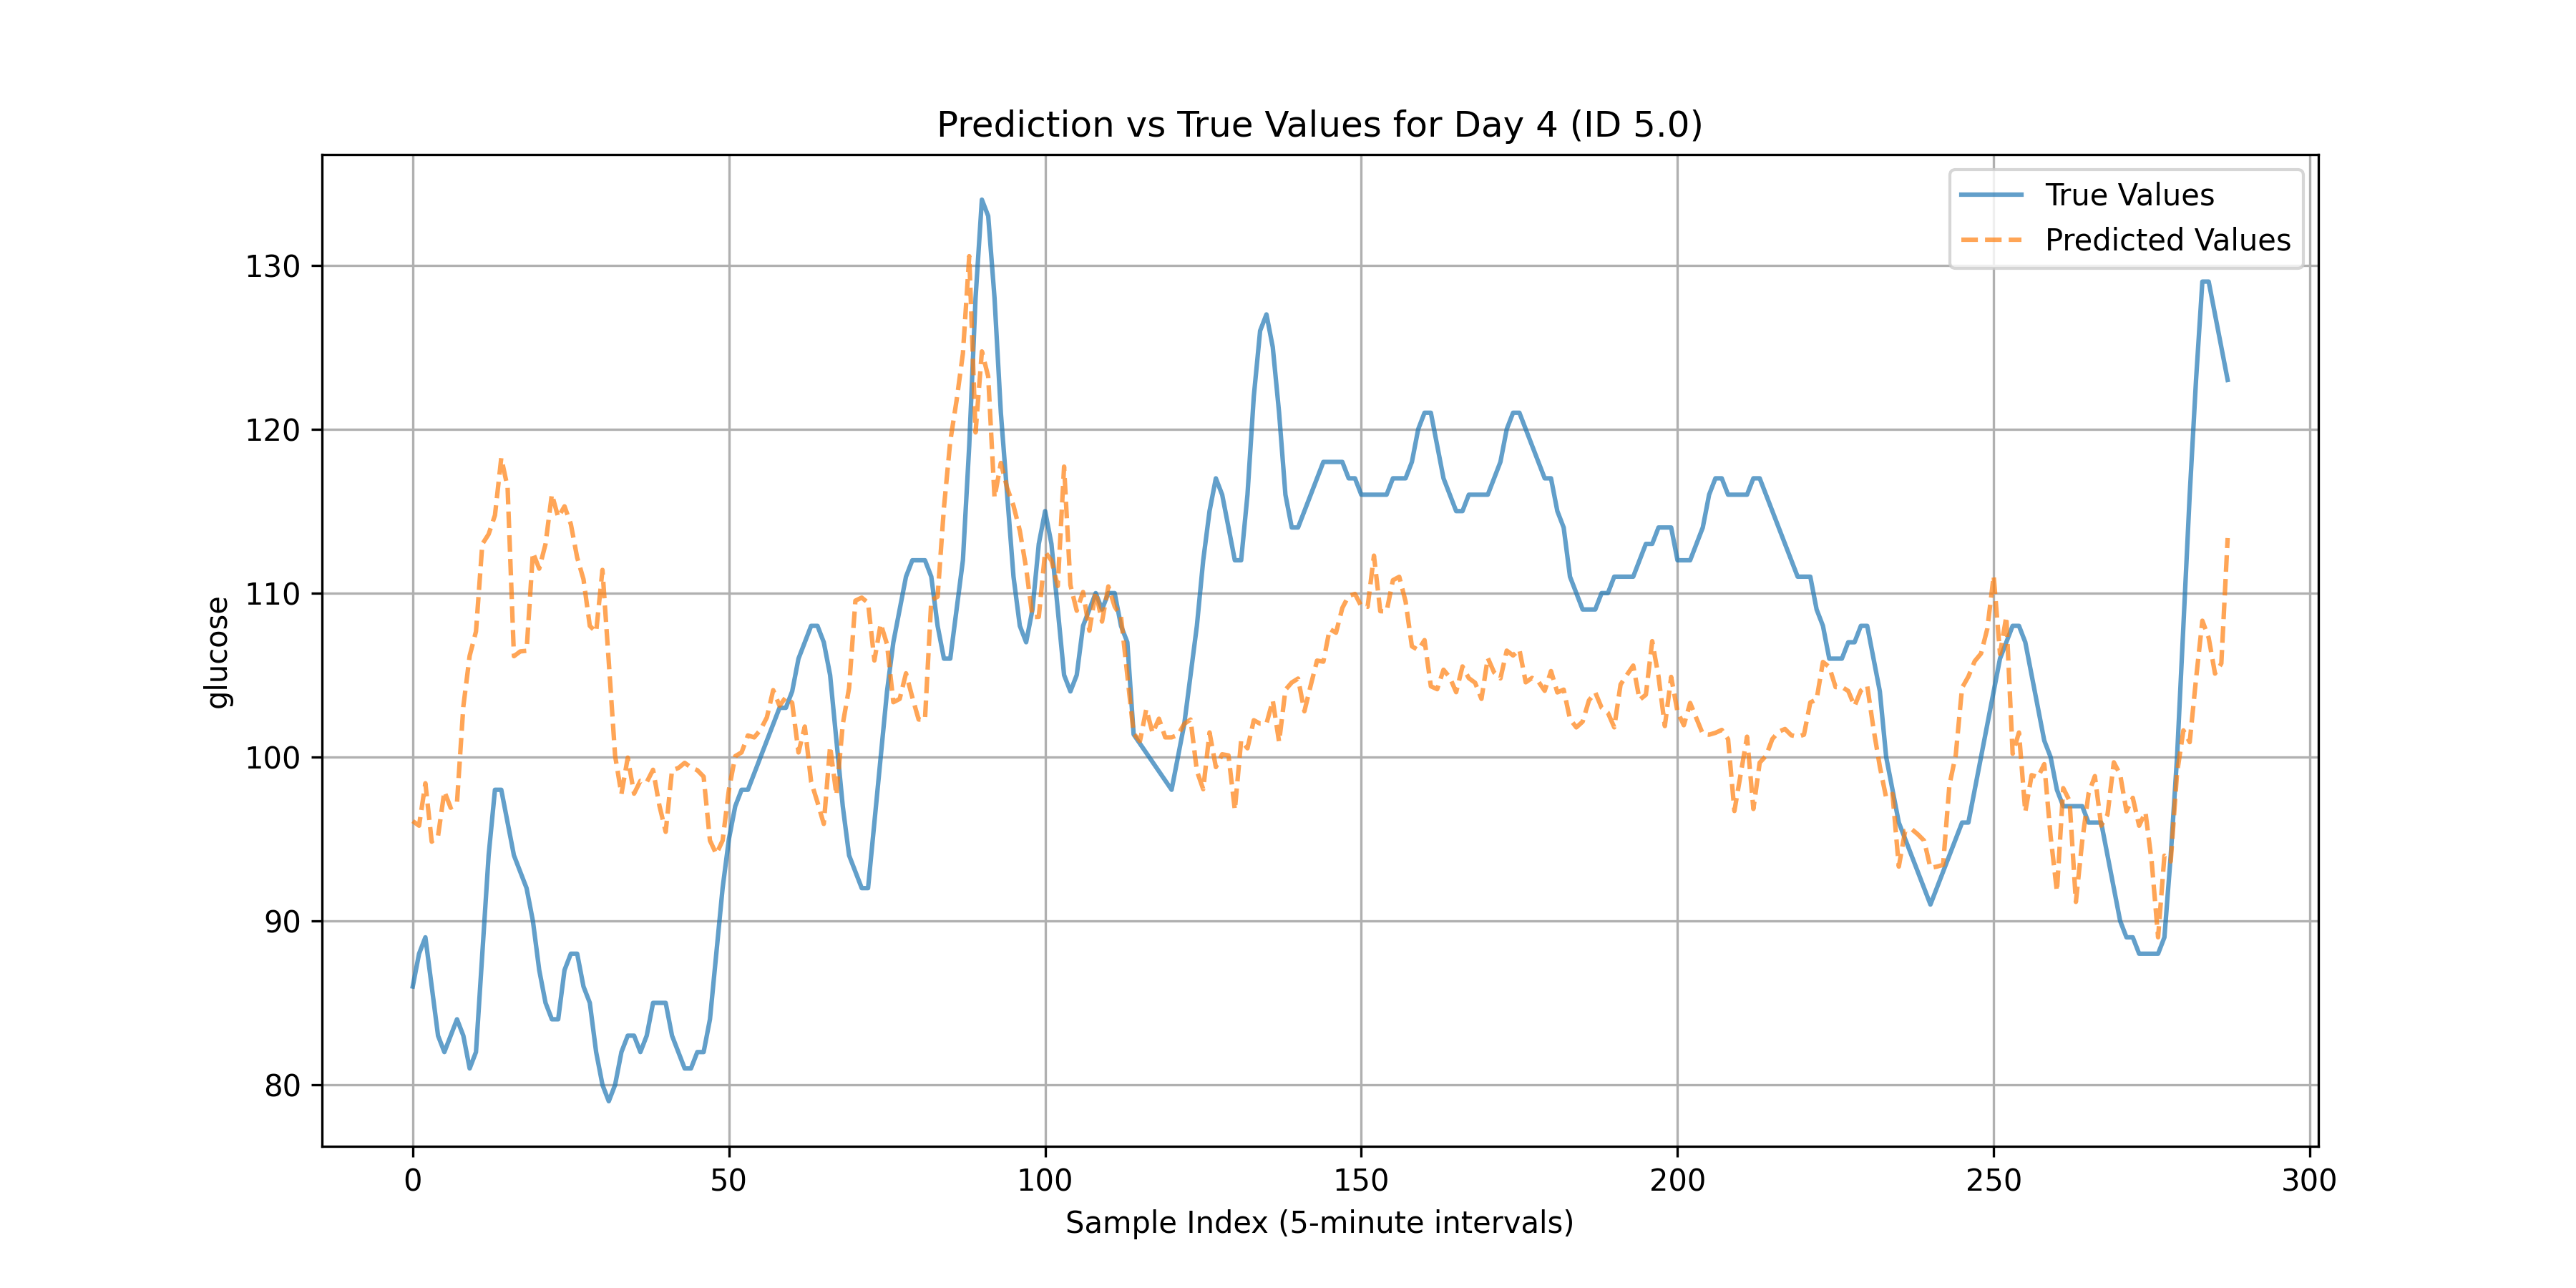 Prediction vs True Values for Day 4 (ID 5.0)
True Values
Predicted Values
glucose
130
120
110
100
90
80
0
50
100
150
200
250
300
Sample Index (5-minute intervals)